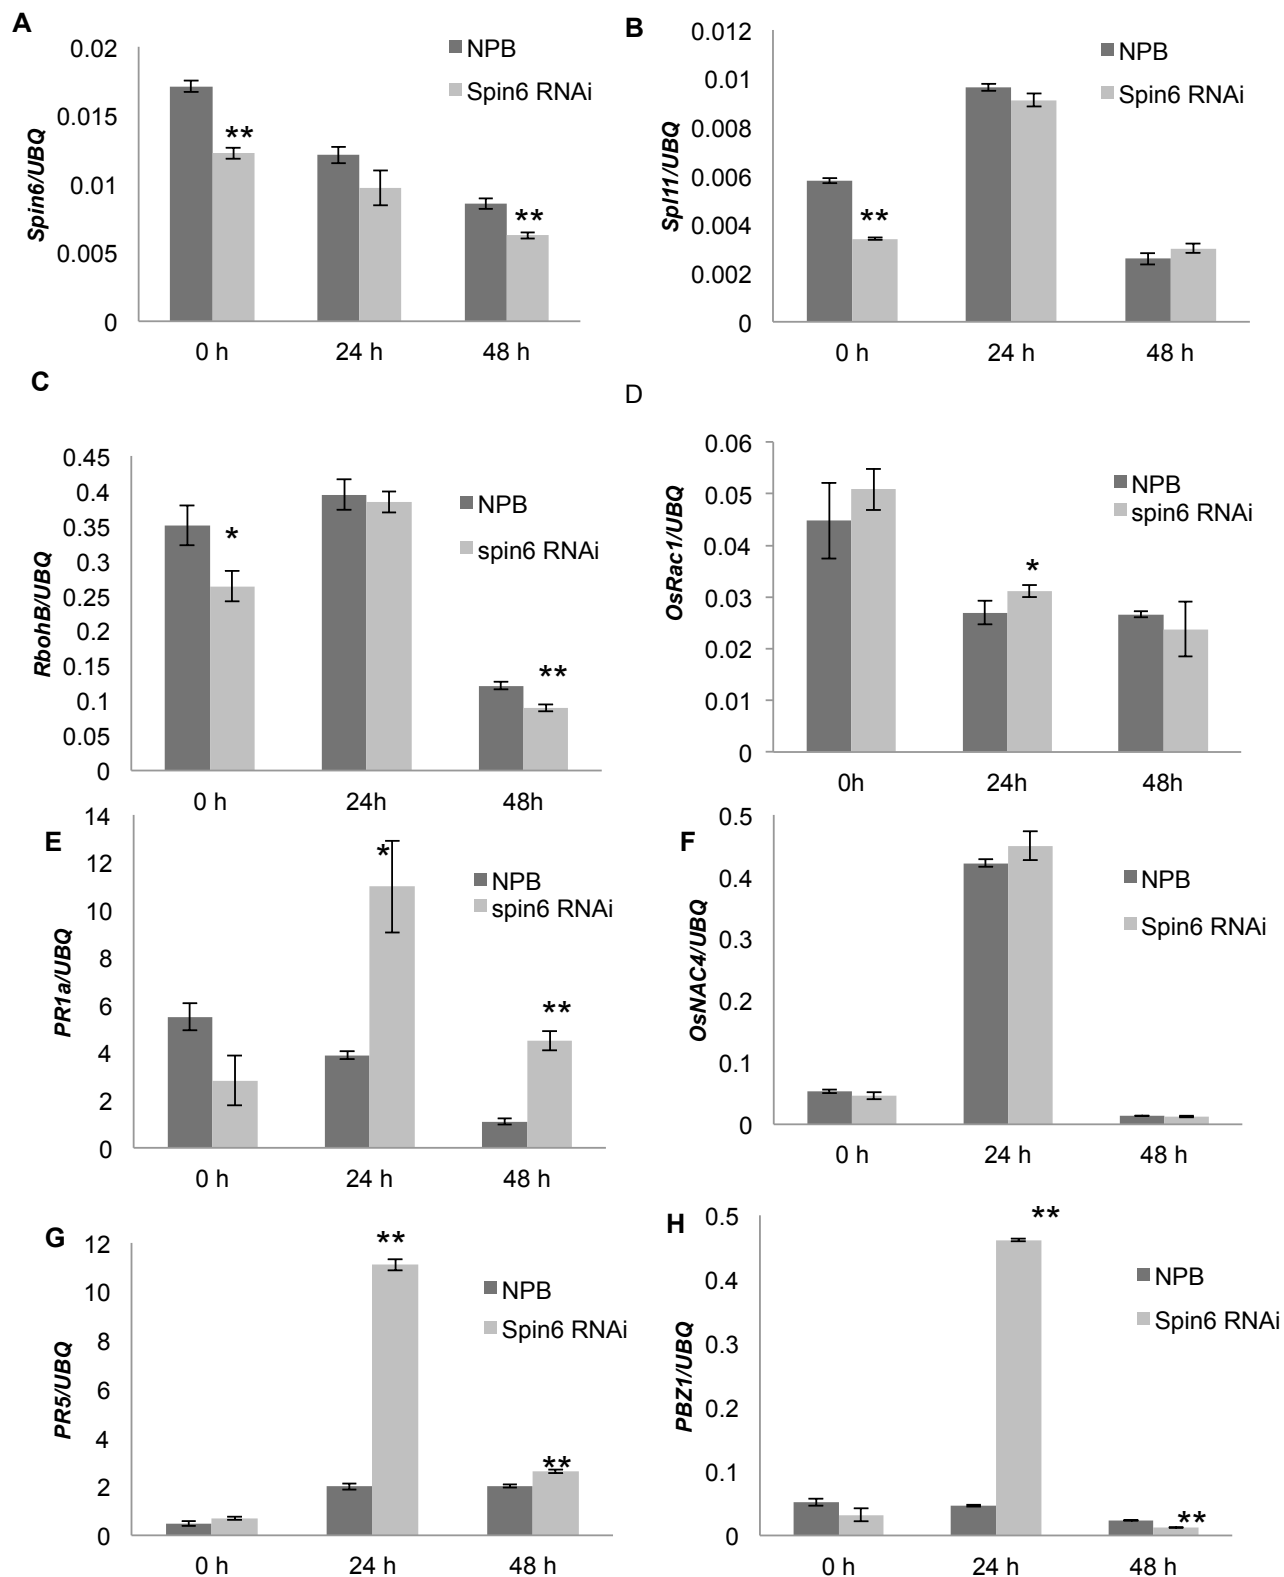 A
Spin6/UBQ
0.02
0.015
0.01
0.005
0
NPB
Spin6 RNAi
**
**
0 h
24 h
48 h
B
Spl11/UBQ
0.012
0.01
0.008
0.006
0.004
0.002
0
NPB
Spin6 RNAi
**
0 h
24 h
48 h
C
RbohB/UBQ
0.45
0.4
0.35
0.3
0.25
0.2
0.15
0.1
0.05
0
NPB
spin6 RNAi
*
**
0 h
24h
48h
D
OsRac1/UBQ
0.06
0.05
0.04
0.03
0.02
0.01
0
NPB
spin6 RNAi
*
0h
24h
48h
E
PR1a/UBQ
14
12
10
8
6
4
2
0
NPB
spin6 RNAi
*
**
0 h
24 h
48 h
F
OsNAC4/UBQ
0.5
0.4
0.3
0.2
0.1
0
NPB
Spin6 RNAi
0 h
24 h
48 h
G
PR5/UBQ
12
10
8
6
4
2
0
NPB
Spin6 RNAi
**
**
0 h
24 h
48 h
H
PBZ1/UBQ
0.5
0.4
0.3
0.2
0.1
0
NPB
Spin6 RNAi
**
**
0 h
24 h
48 h